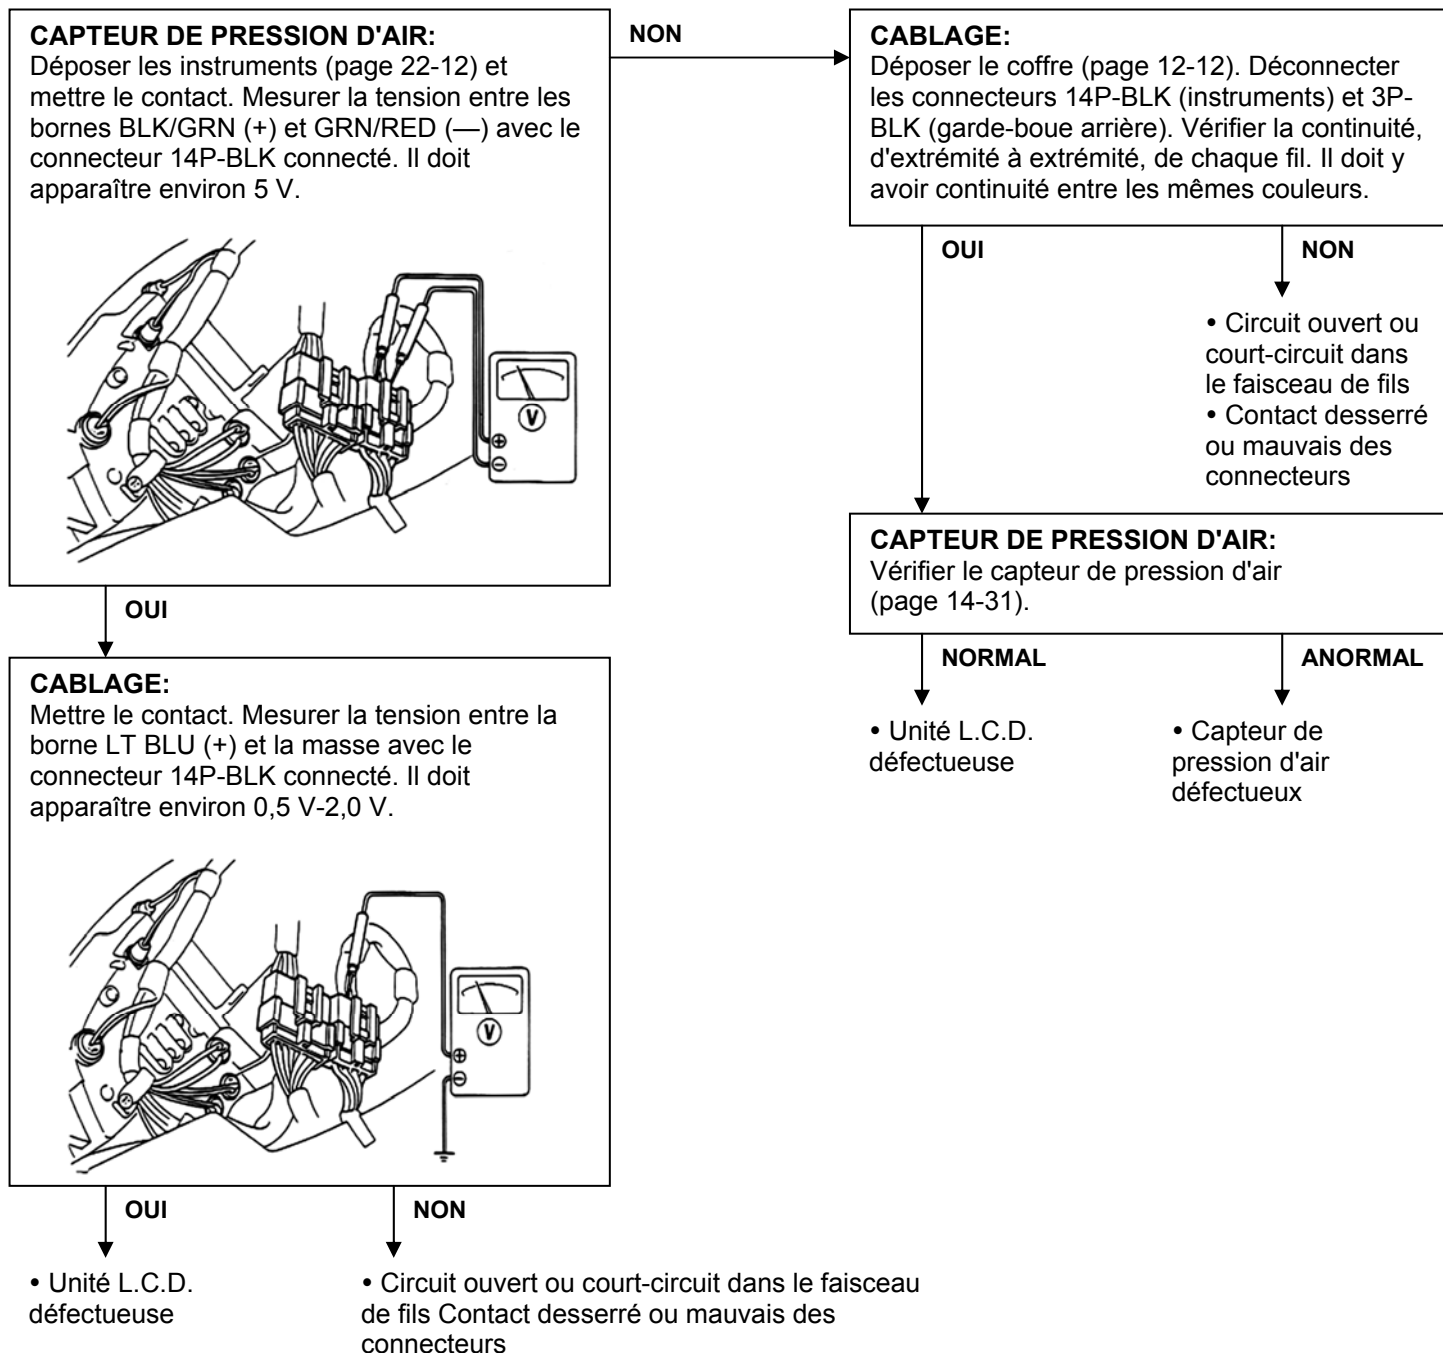 CAPTEUR DE PRESSION D'AIR:
Déposer les instruments (page 22-12) et
mettre le contact. Mesurer la tension entre les
bornes BLK/GRN (+) et GRN/RED (—) avec le
connecteur 14P-BLK connecté. Il doit
apparaître environ 5 V.
V
+
−
NON
CABLAGE:
Déposer le coffre (page 12-12). Déconnecter
les connecteurs 14P-BLK (instruments) et 3P-
BLK (garde-boue arrière). Vérifier la continuité,
d'extrémité à extrémité, de chaque fil. Il doit y
avoir continuité entre les mêmes couleurs.
OUI
NON
• Circuit ouvert ou
court-circuit dans
le faisceau de fils
• Contact desserré
ou mauvais des
connecteurs
CAPTEUR DE PRESSION D'AIR:
Vérifier le capteur de pression d'air
(page 14-31).
NORMAL
ANORMAL
• Unité L.C.D.
défectueuse
• Capteur de
pression d'air
défectueux
OUI
CABLAGE:
Mettre le contact. Mesurer la tension entre la
borne LT BLU (+) et la masse avec le
connecteur 14P-BLK connecté. Il doit
apparaître environ 0,5 V-2,0 V.
V
+
−
OUI
NON
• Unité L.C.D.
défectueuse
• Circuit ouvert ou court-circuit dans le faisceau
de fils Contact desserré ou mauvais des
connecteurs